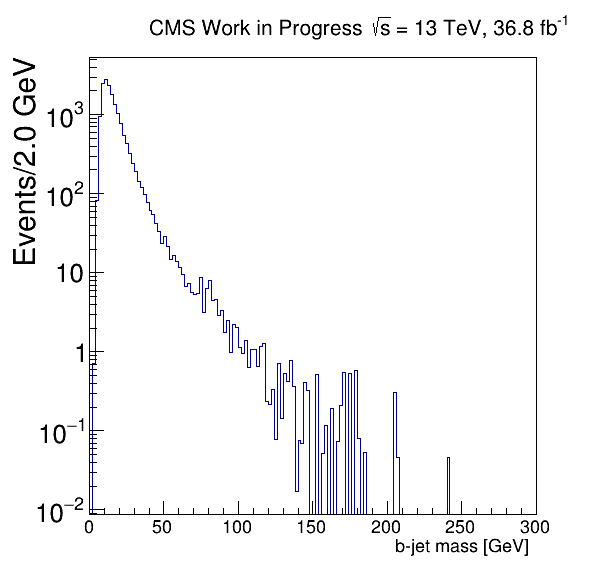 CMS Work in Progress √s = 13 TeV, 36.8 fb⁻¹
Events/2.0 GeV
10³
10²
10
1
10⁻¹
10⁻²
0 50 100 150 200 250 300
b-jet mass [GeV]